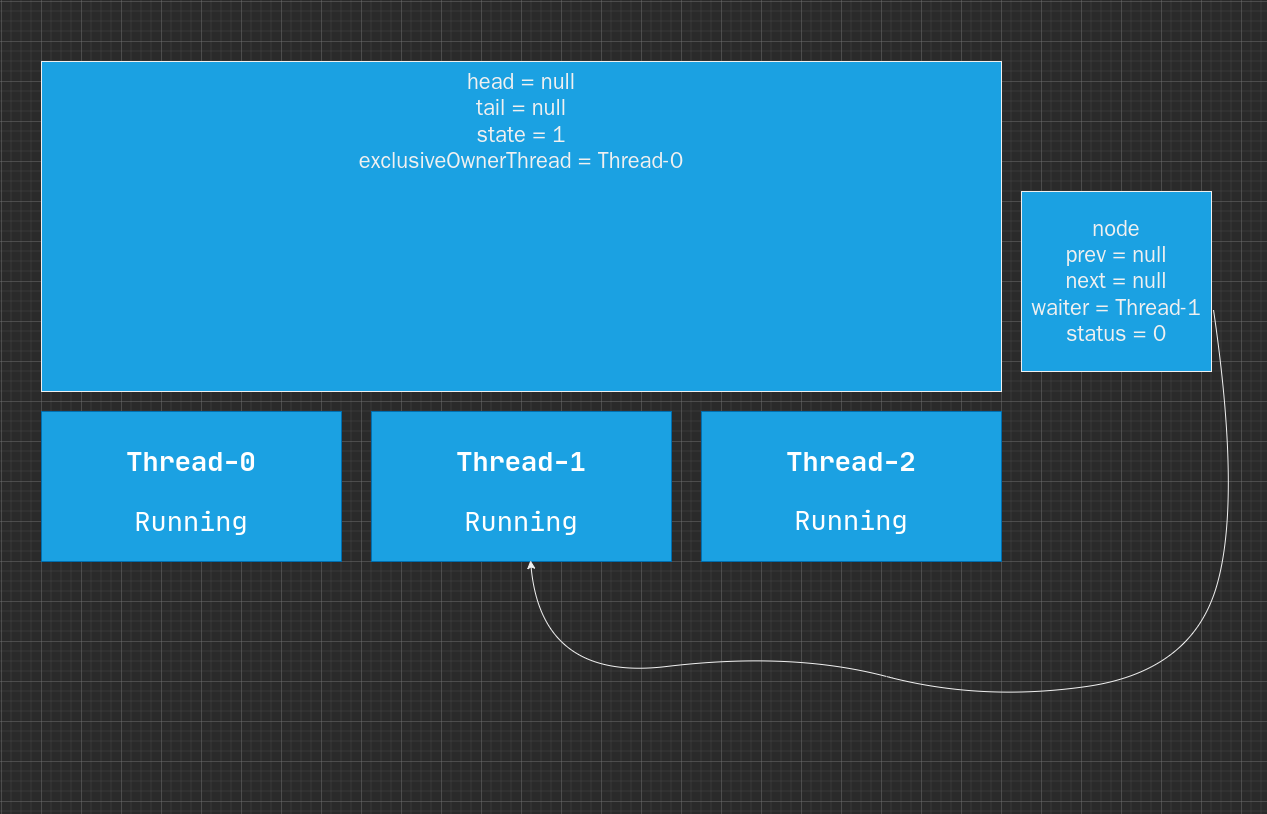 head = null
tail = null
state = 1
exclusiveOwnerThread = Thread-0
node
prev = null
next = null
waiter = Thread-1
status = 0
Thread-0
Running
Thread-1
Running
Thread-2
Running